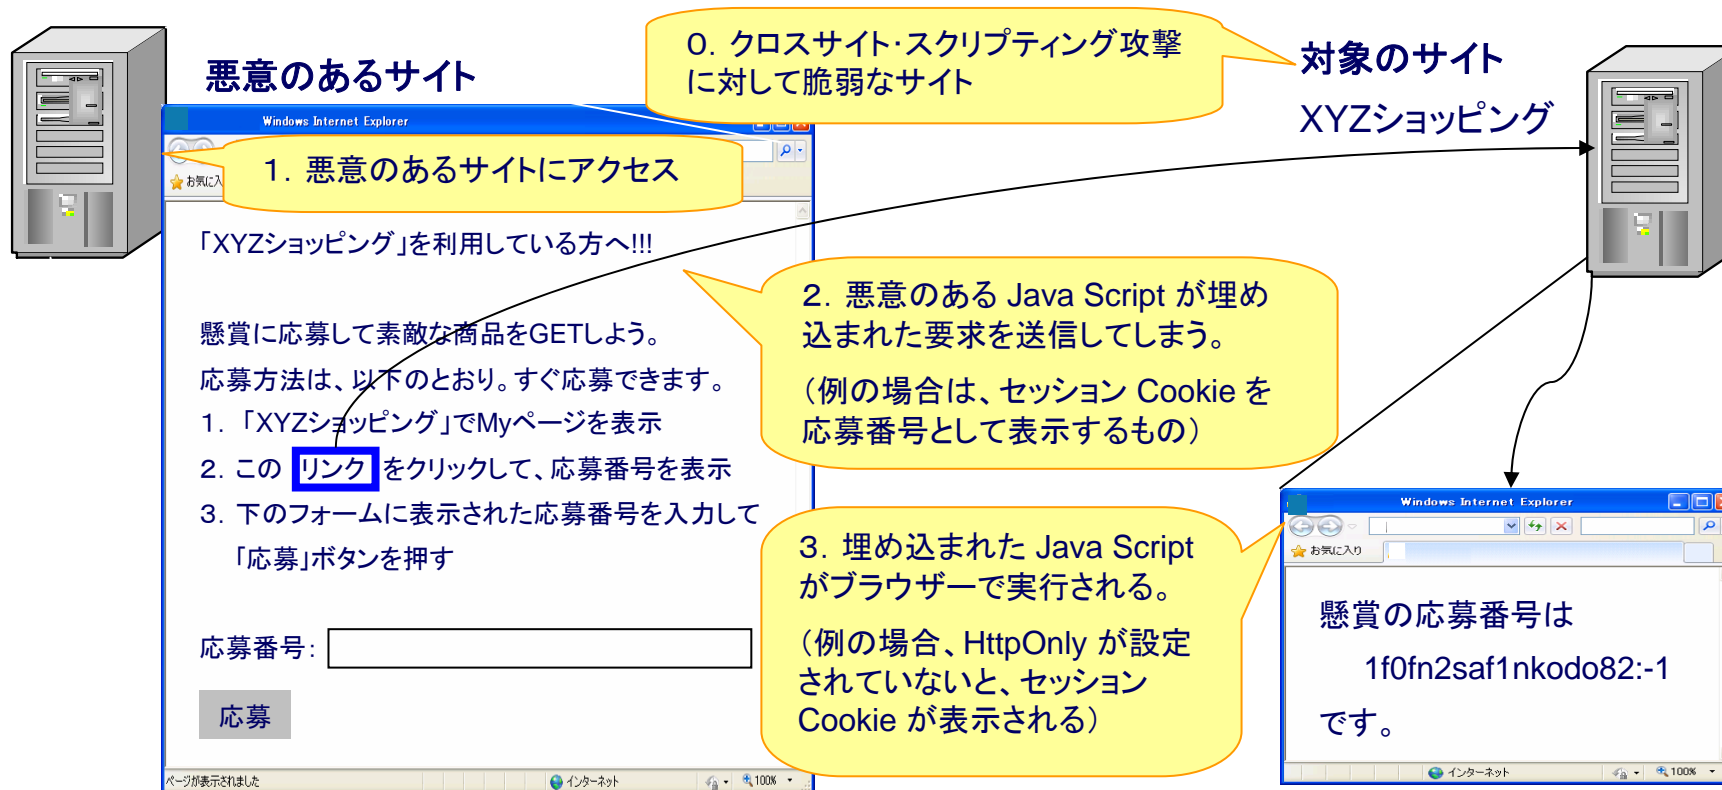 悪意のあるサイト
０．クロスサイト・スクリプティング攻撃
に対して脆弱なサイト
対象のサイト
XYZショッピング
Windows Internet Explorer
１．悪意のあるサイトにアクセス
お気に入
「XYZショッピング」を利用している方へ!!!
懸賞に応募して素敵な商品をGETしよう。
応募方法は、以下のとおり。すぐ応募できます。
１．「XYZショッピング」でMyページを表示
２．この リンク をクリックして、応募番号を表示
３．下のフォームに表示された応募番号を入力して
「応募」ボタンを押す
応募番号：
応募
ページが表示されました
インターネット
100%
２．悪意のある Java Script が埋め
込まれた要求を送信してしまう。
（例の場合は、セッション Cookie を
応募番号として表示するもの）
３．埋め込まれた Java Script
がブラウザーで実行される。
（例の場合、HttpOnly が設定
されていないと、セッション
Cookie が表示される）
Windows Internet Explorer
お気に入り
懸賞の応募番号は
1f0fn2saf1nkodo82:-1
です。
インターネット
100%